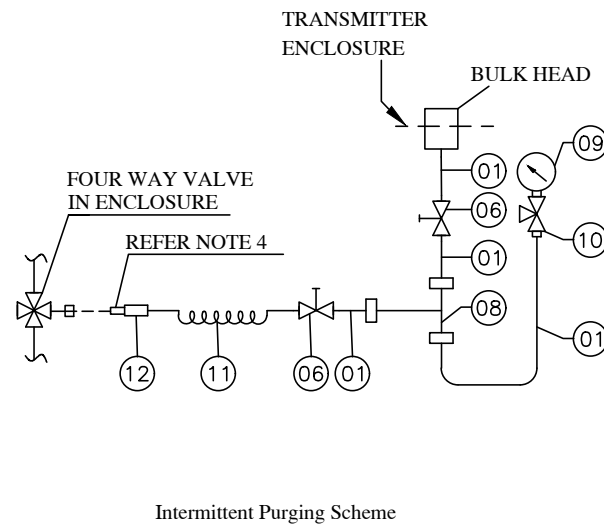 TRANSMITTER
ENCLOSURE
BULK HEAD
09
01
FOUR WAY VALVE
IN ENCLOSURE
06
10
REFER NOTE 4
01
08
01
12
11
06
01
Intermittent Purging Scheme